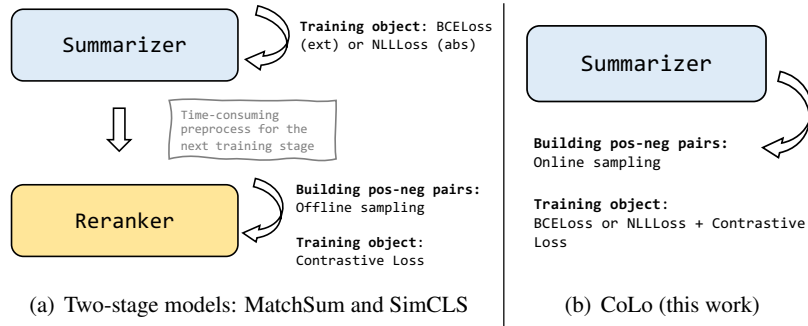 Summarizer
Training object: BCELoss
(ext) or NLLLoss (abs)
Time-consuming
preprocess for the
next training stage
Reranker
Building pos-neg pairs:
Offline sampling
Training object:
Contrastive Loss
(a) Two-stage models: MatchSum and SimCLS
Summarizer
Building pos-neg pairs:
Online sampling
Training object:
BCELoss or NLLLoss + Contrastive
Loss
(b) CoLo (this work)